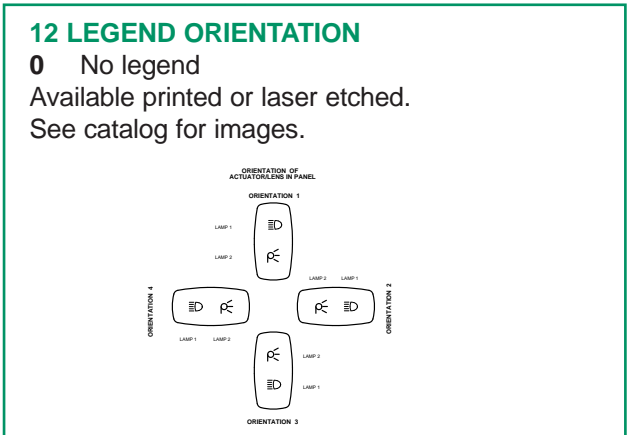 12 LEGEND ORIENTATION
0 No legend
Available printed or laser etched.
See catalog for images.
ORIENTATION OF
ACTUATOR/LENS IN PANEL
ORIENTATION 1
LAMP 1
LAMP 2
LAMP 2 LAMP 1
ORIENTATION 4
ORIENTATION 2
LAMP 1 LAMP 2
LAMP 2
LAMP 1
ORIENTATION 3